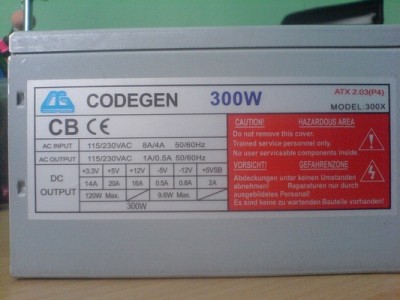 CG
CODEGEN 300W
ATX 2.03(P4)
MODEL:300X
CB CE
AC INPUT 115/230VAC 8A/4A 50/60Hz
AC OUTPUT 115/230VAC 1A/0.5A 50/60Hz
DC OUTPUT
+3.3V +5V +12V -5V -12V +5VSB
14A 20A 16A 0.5A 0.8A 2A
120W Max. 9.6W Max.
300W
CAUTION! HAZARDOUS AREA
Do not remove this cover.
Trained service personel only.
No user servicaable components inside.
VORSICHT! GEFAHRENZONE
Abdeckungen unter keinen Umstanden
abnehmen! Reparaturen nur durch
ausgebildetes Personal!
Es sind keine zu wartenden Bauteile vorhanden!